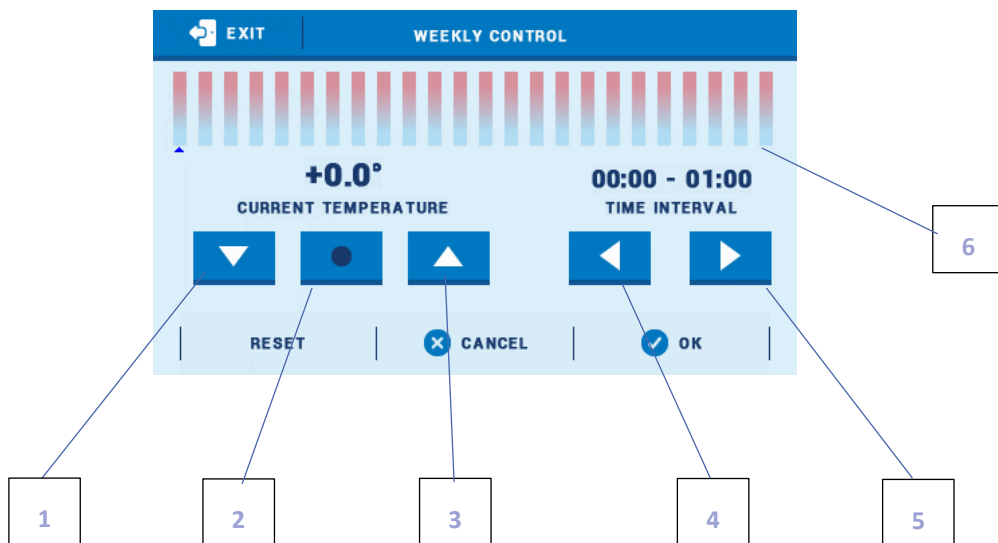 EXIT
WEEKLY CONTROL
+0.0°
00:00 - 01:00
CURRENT TEMPERATURE
TIME INTERVAL
6
RESET
CANCEL
OK
1
2
3
4
5